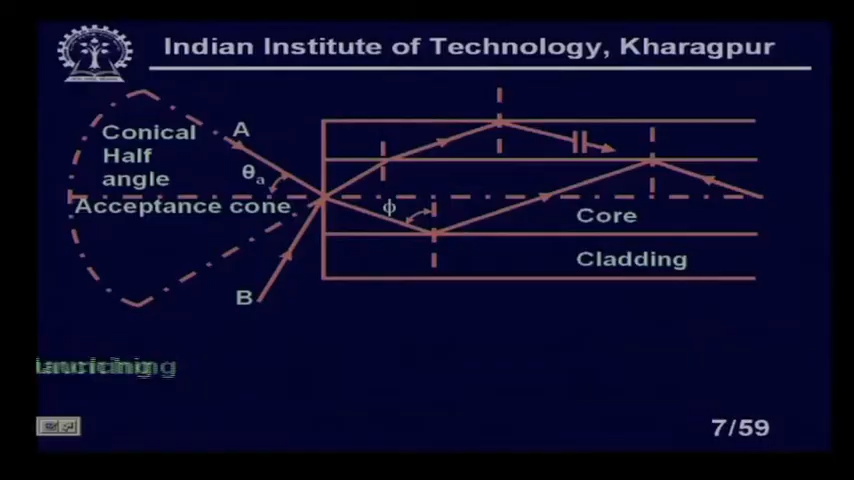 Indian Institute of Technology, Kharagpur
Conical
Half
angle
Acceptance cone
A
θa
B
ϕ
Core
Cladding
7/59